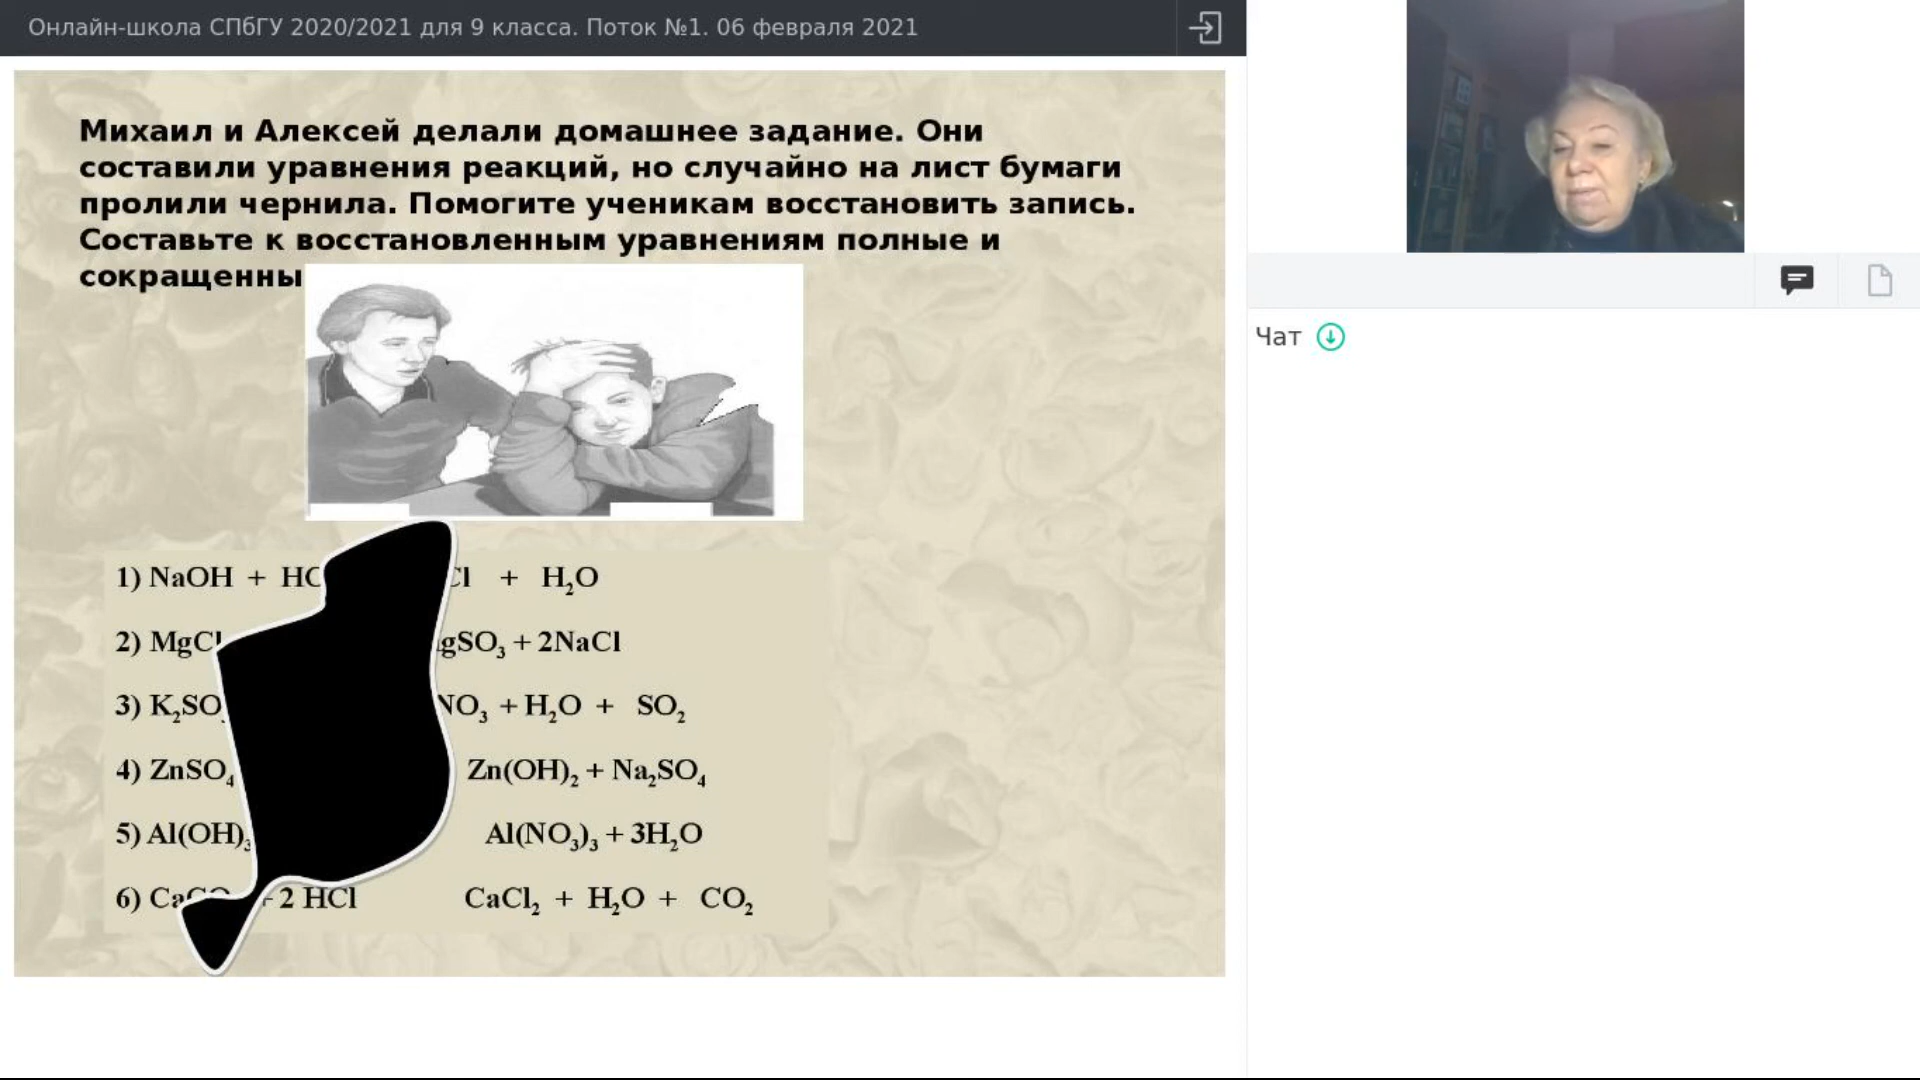 Онлайн-школа СПбГУ 2020/2021 для 9 класса. Поток №1. 06 февраля 2021
Михаил и Алексей делали домашнее задание. Они
составили уравнения реакций, но случайно на лист бумаги
пролили чернила. Помогите ученикам восстановить запись.
Составьте к восстановленным уравнениям полные и
сокращенны
1) NaOH + HC Cl + H₂O
2) MgCl gSO₃ + 2NaCl
3) K₂SO NO₃ + H₂O + SO₂
4) ZnSO₄ Zn(OH)₂ + Na₂SO₄
5) Al(OH)₃ Al(NO₃)₃ + 3H₂O
6) CaCO + 2 HCl CaCl₂ + H₂O + CO₂
Чат